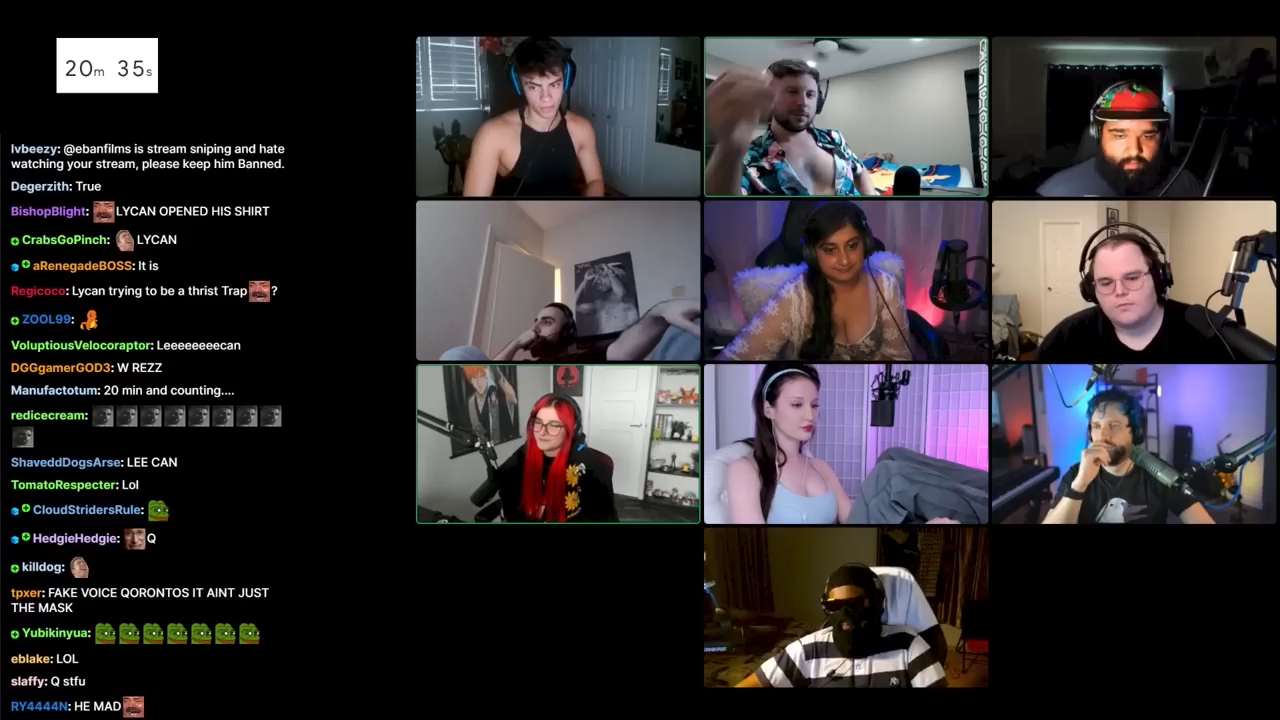 20m 35s
lvbeezy: @ebanfilms is stream sniping and hate
watching your stream, please keep him Banned.
Degerzith: True
BishopBlight: LYCAN OPENED HIS SHIRT
CrabsGoPinch: LYCAN
aRenegadeBOSS: It is
Regicoco: Lycan trying to be a thrist Trap ?
ZOOL99:
VoluptiousVelocoraptor: Leeeeeeeecan
DGGgamerGOD3: W REZZ
Manufactotum: 20 min and counting....
redicecream:
ShaveddDogsArse: LEE CAN
TomatoRespecter: Lol
CloudStridersRule:
HedgieHedgie: Q
killdog:
tpxer: FAKE VOICE QORONTOS IT AINT JUST
THE MASK
Yubikinyua:
eblake: LOL
slaffy: Q stfu
RY4444N: HE MAD